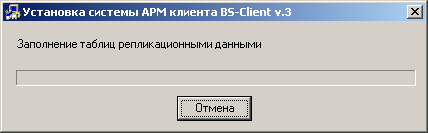 Установка системы АРМ клиента BS-Client v.3
Заполнение таблиц репликационными данными
Отмена